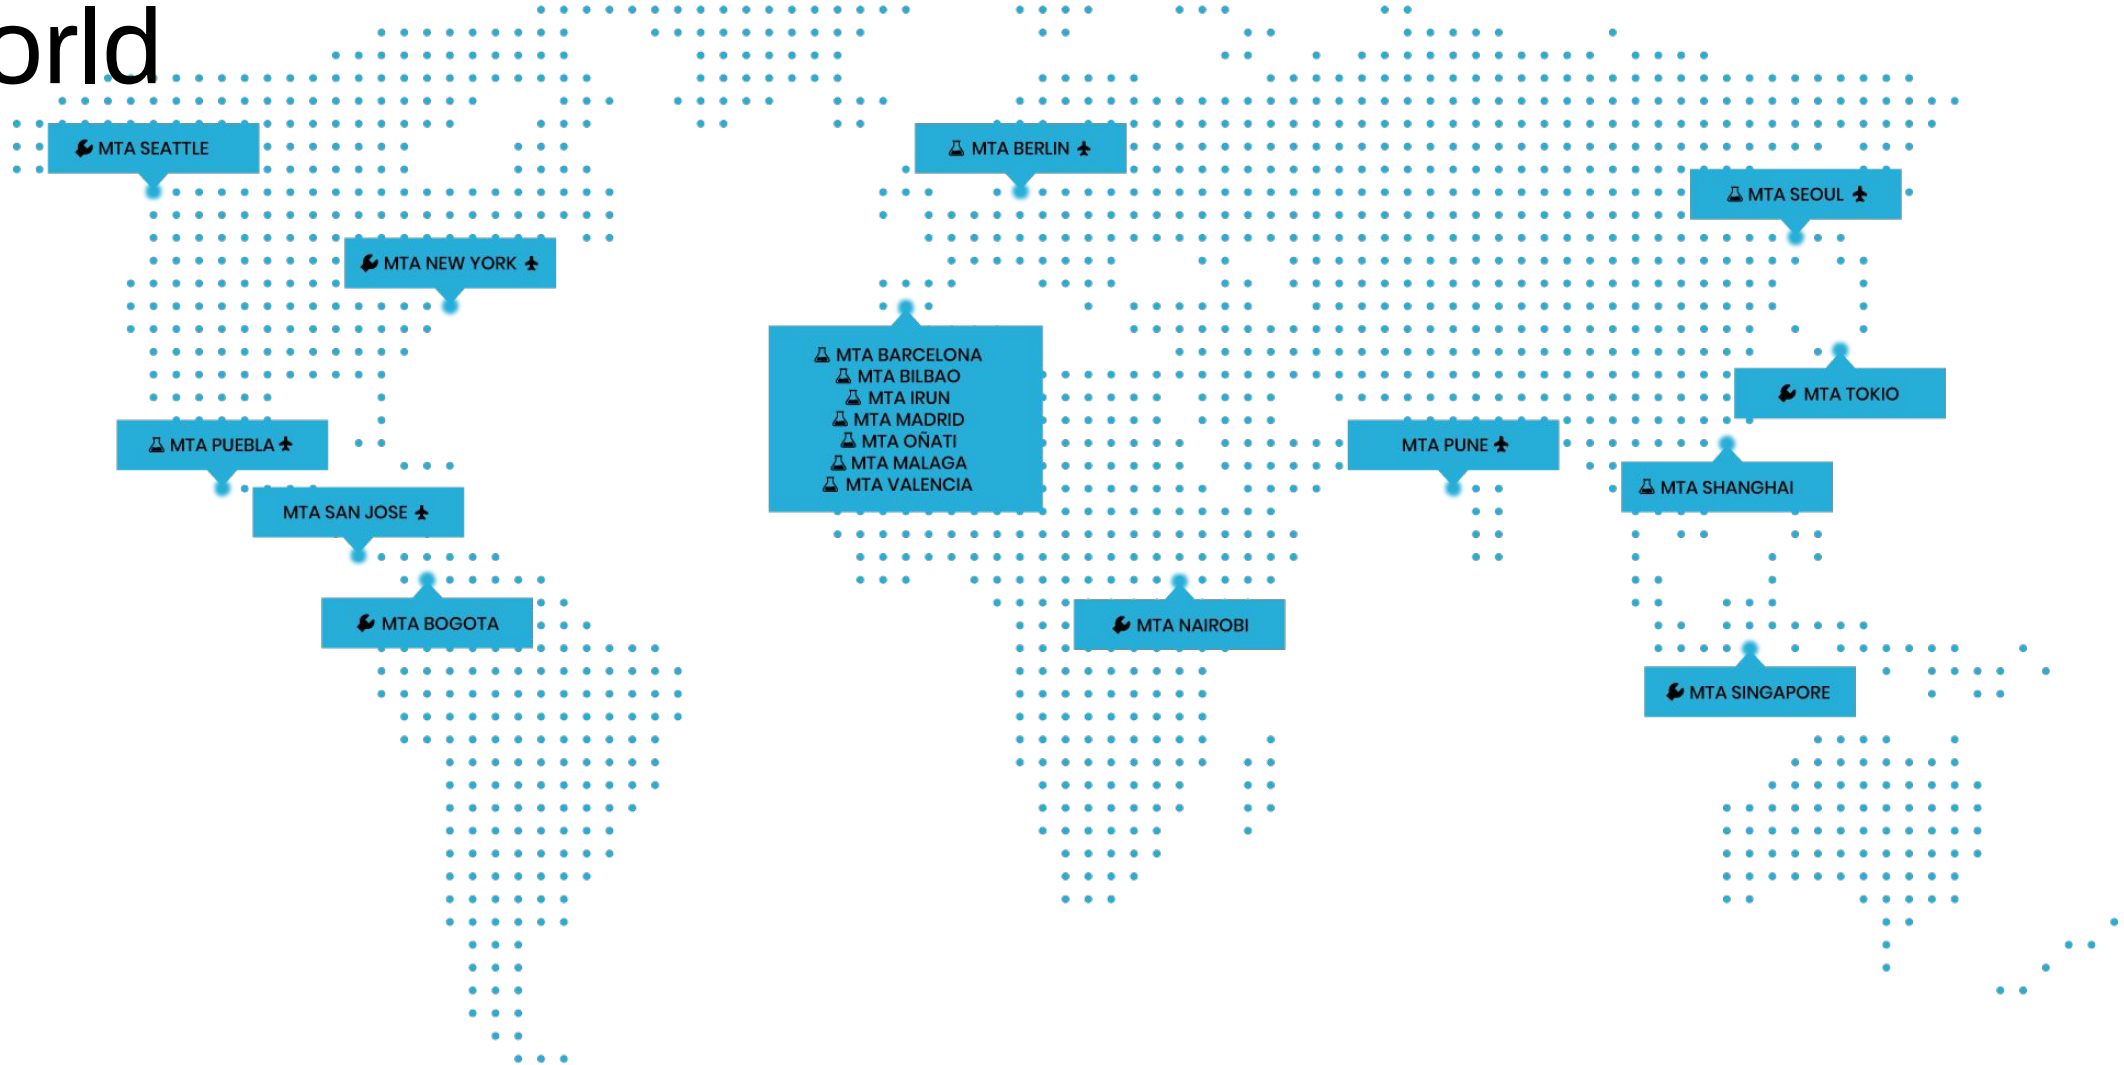 orld
MTA SEATTLE
MTA BERLIN
MTA SEOUL
MTA NEW YORK
MTA BARCELONA
MTA BILBAO
MTA IRUN
MTA MADRID
MTA OÑATI
MTA MALAGA
MTA VALENCIA
MTA TOKIO
MTA PUEBLA
MTA PUNE
MTA SHANGHAI
MTA SAN JOSE
MTA BOGOTA
MTA NAIROBI
MTA SINGAPORE